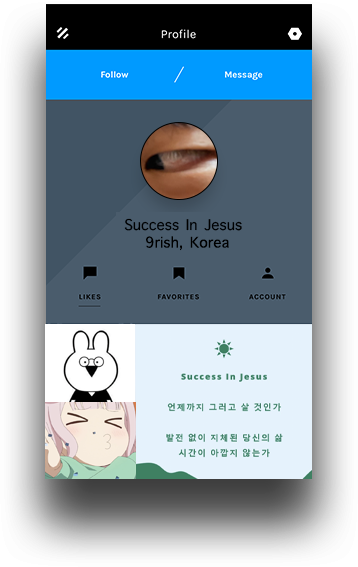 Profile
Follow
Message
Success In Jesus
9rish, Korea
LIKES
FAVORITES
ACCOUNT
Success In Jesus
언제까지 그러고 살 것인가
발전 없이 지체된 당신의 삶
시간이 아깝지 않는가